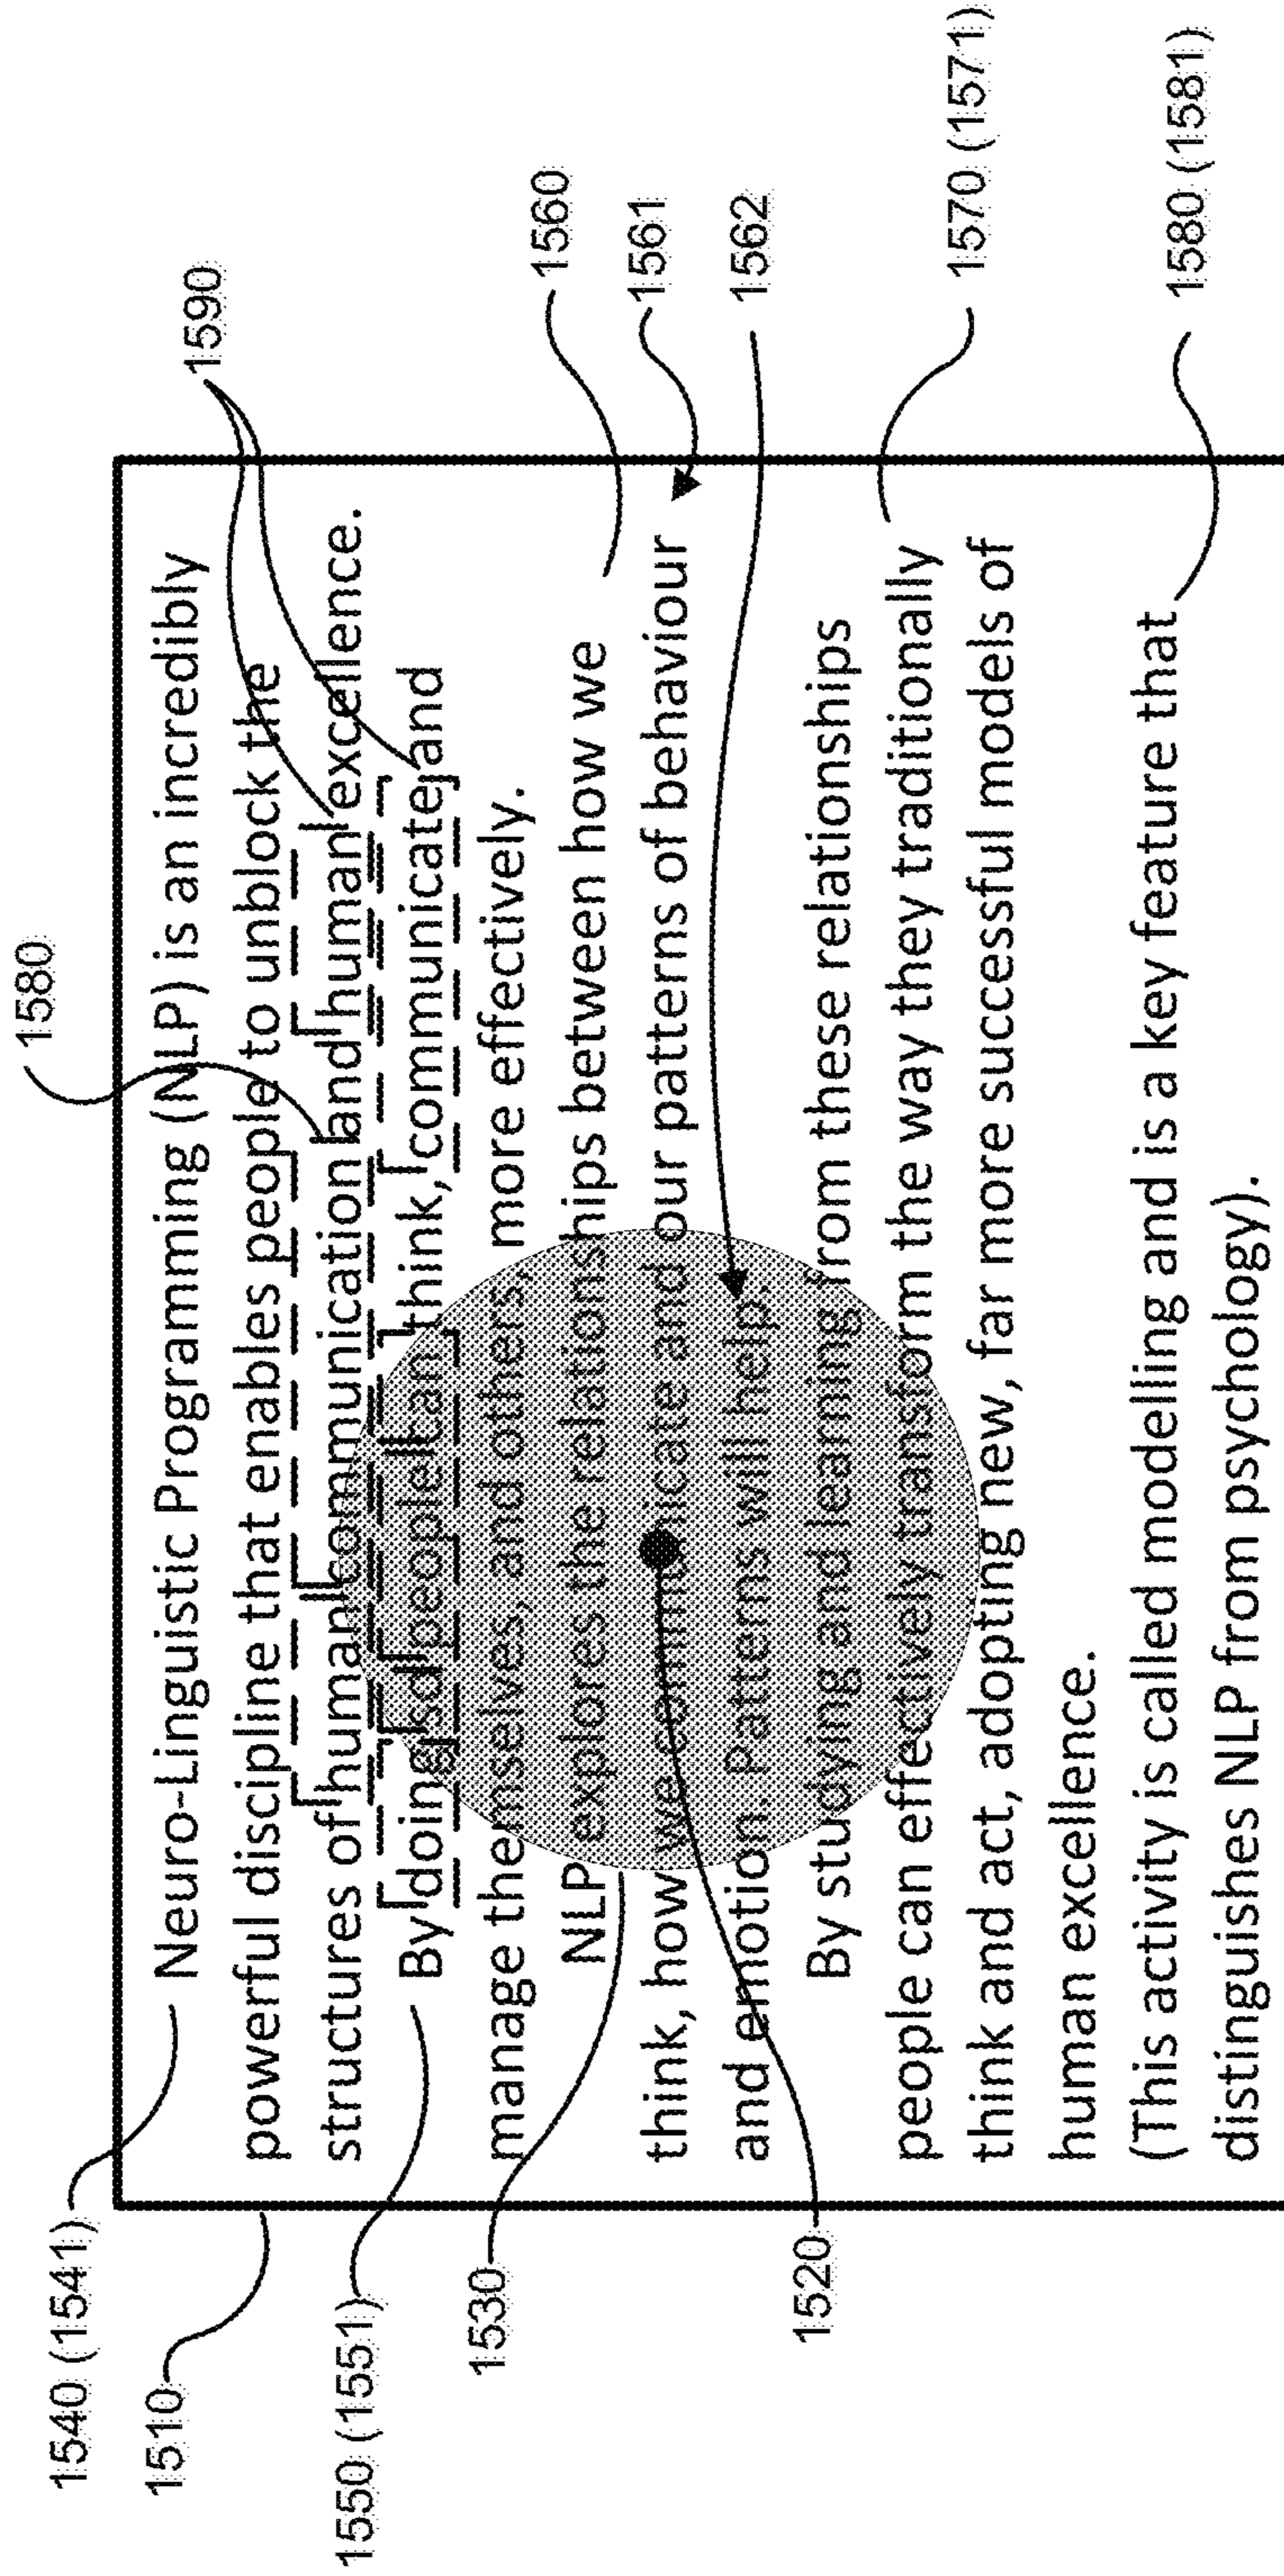 1580
1590
1540 (1541)
1510
1550 (1551)
1530
1520
1560
1561
1562
1570 (1571)
1580 (1581)
Neuro-Linguistic Programming (NLP) is an incredibly
powerful discipline that enables people to unblock the
structures of human communication and human excellence.
By doing sd people can think, communicate and
manage themselves, and others, more effectively.
NLP explores the relationships between how we
think, how we communicate and our patterns of behaviour
and emotion. Patterns will help.
By studying and learning from these relationships
people can effectively transform the way they traditionally
think and act, adopting new, far more successful models of
human excellence.
(This activity is called modelling and is a key feature that
distinguishes NLP from psychology).